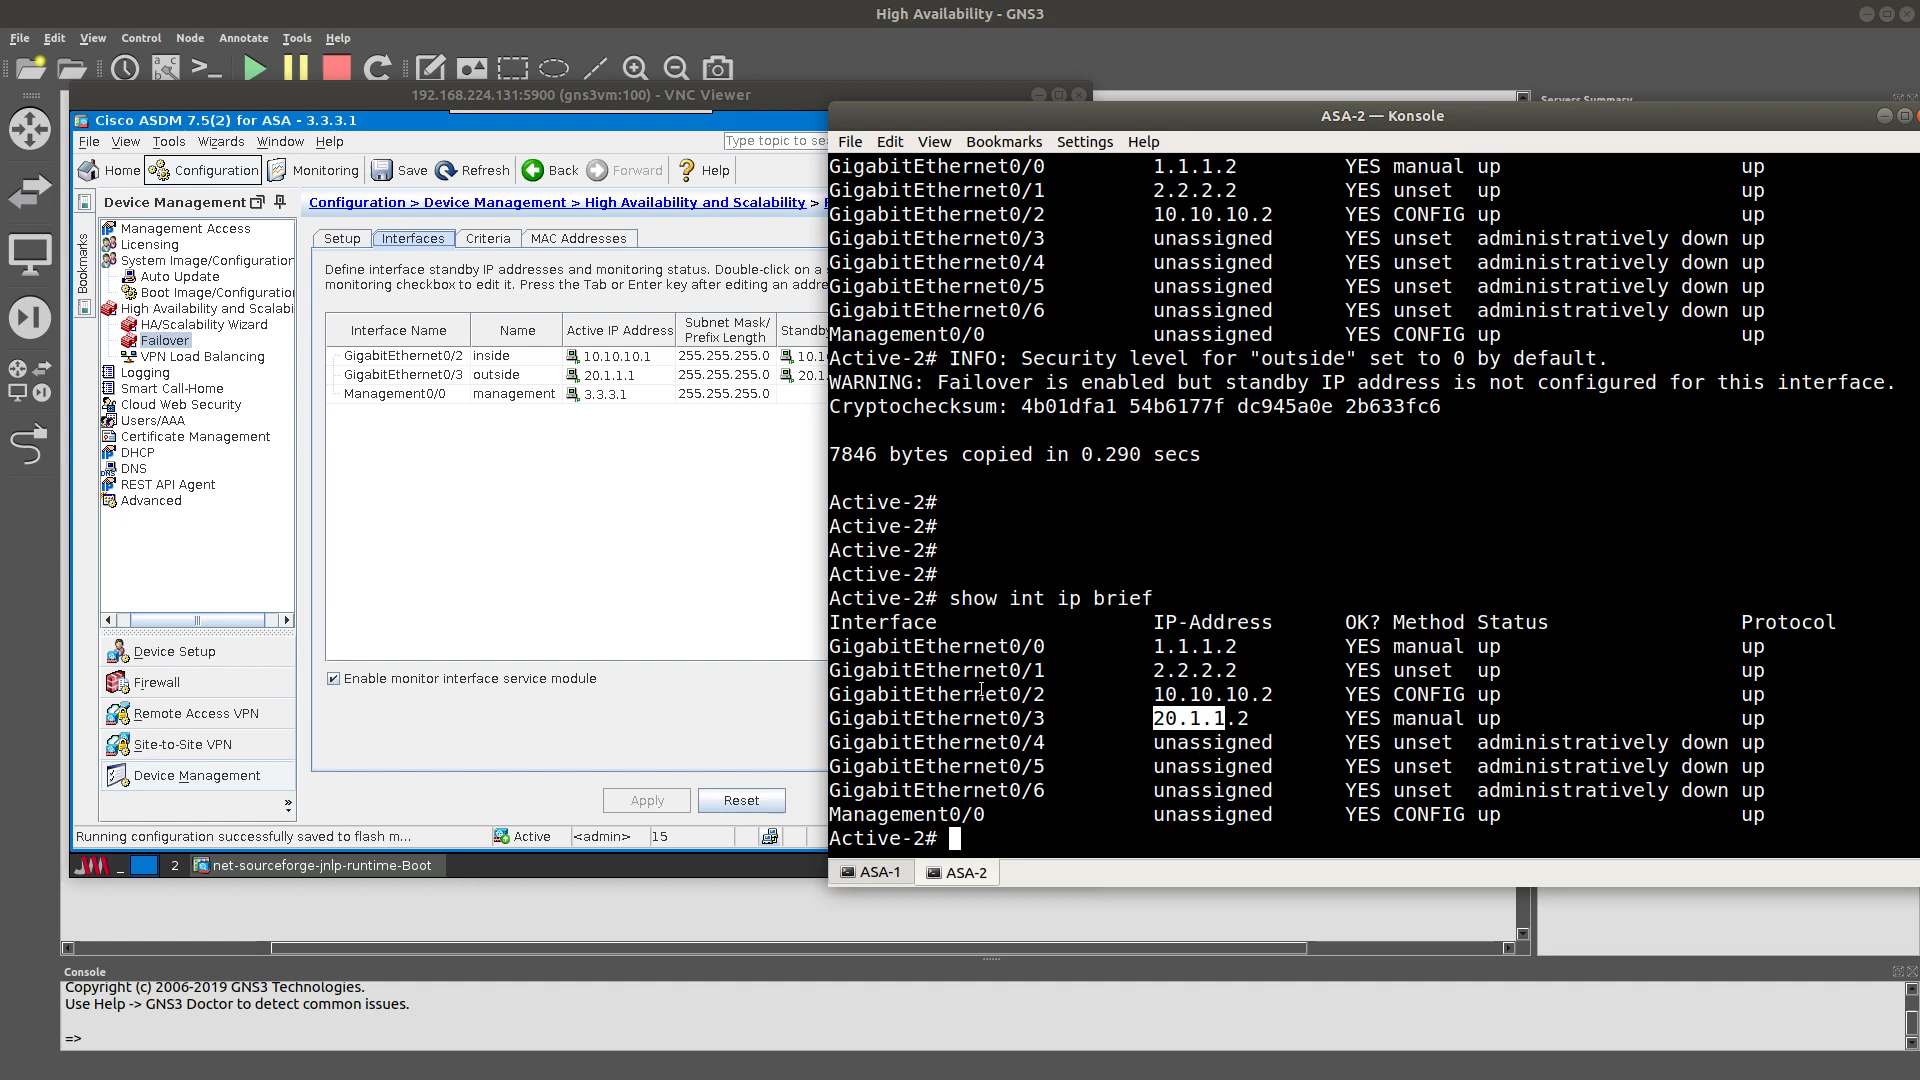 High Availability - GNS3
File Edit View Control Node Annotate Tools Help
192.168.224.131:5900 (gns3vm:100) - VNC Viewer
Servers Summary
Cisco ASDM 7.5(2) for ASA - 3.3.3.1
File View Tools Wizards Window Help
Type topic to sea
Home Configuration Monitoring Save Refresh Back Forward Help
Bookmarks
Device Management
Management Access
Licensing
System Image/Configuration
Auto Update
Boot Image/Configuratio
High Availability and Scalabi
HA/Scalability Wizard
Failover
VPN Load Balancing
Logging
Smart Call-Home
Cloud Web Security
Users/AAA
Certificate Management
DHCP
DNS
REST API Agent
Advanced
Device Setup
Firewall
Remote Access VPN
Site-to-Site VPN
Device Management
Configuration > Device Management > High Availability and Scalability >
Setup Interfaces Criteria MAC Addresses
Define interface standby IP addresses and monitoring status. Double-click on a
monitoring checkbox to edit it. Press the Tab or Enter key after editing an addre
Interface Name Name Active IP Address Subnet Mask/ Prefix Length Standb
GigabitEthernet0/2 inside 10.10.10.1 255.255.255.0 10.1
GigabitEthernet0/3 outside 20.1.1.1 255.255.255.0 20.1
Management0/0 management 3.3.3.1 255.255.255.0
Enable monitor interface service module
Apply Reset
Running configuration successfully saved to flash m... Active <admin> 15
2 net-sourceforge-jnlp-runtime-Boot
ASA-2 — Konsole
File Edit View Bookmarks Settings Help
GigabitEthernet0/0 1.1.1.2 YES manual up up
GigabitEthernet0/1 2.2.2.2 YES unset up up
GigabitEthernet0/2 10.10.10.2 YES CONFIG up up
GigabitEthernet0/3 unassigned YES unset administratively down up
GigabitEthernet0/4 unassigned YES unset administratively down up
GigabitEthernet0/5 unassigned YES unset administratively down up
GigabitEthernet0/6 unassigned YES unset administratively down up
Management0/0 unassigned YES CONFIG up up
Active-2# INFO: Security level for "outside" set to 0 by default.
WARNING: Failover is enabled but standby IP address is not configured for this interface.
Cryptochecksum: 4b01dfa1 54b6177f dc945a0e 2b633fc6
7846 bytes copied in 0.290 secs
Active-2#
Active-2#
Active-2#
Active-2#
Active-2# show int ip brief
Interface IP-Address OK? Method Status Protocol
GigabitEthernet0/0 1.1.1.2 YES manual up up
GigabitEthernet0/1 2.2.2.2 YES unset up up
GigabitEthernet0/2 10.10.10.2 YES CONFIG up up
GigabitEthernet0/3 20.1.1.2 YES manual up up
GigabitEthernet0/4 unassigned YES unset administratively down up
GigabitEthernet0/5 unassigned YES unset administratively down up
GigabitEthernet0/6 unassigned YES unset administratively down up
Management0/0 unassigned YES CONFIG up up
Active-2#
ASA-1 ASA-2
Console
Copyright (c) 2006-2019 GNS3 Technologies.
Use Help -> GNS3 Doctor to detect common issues.
=>